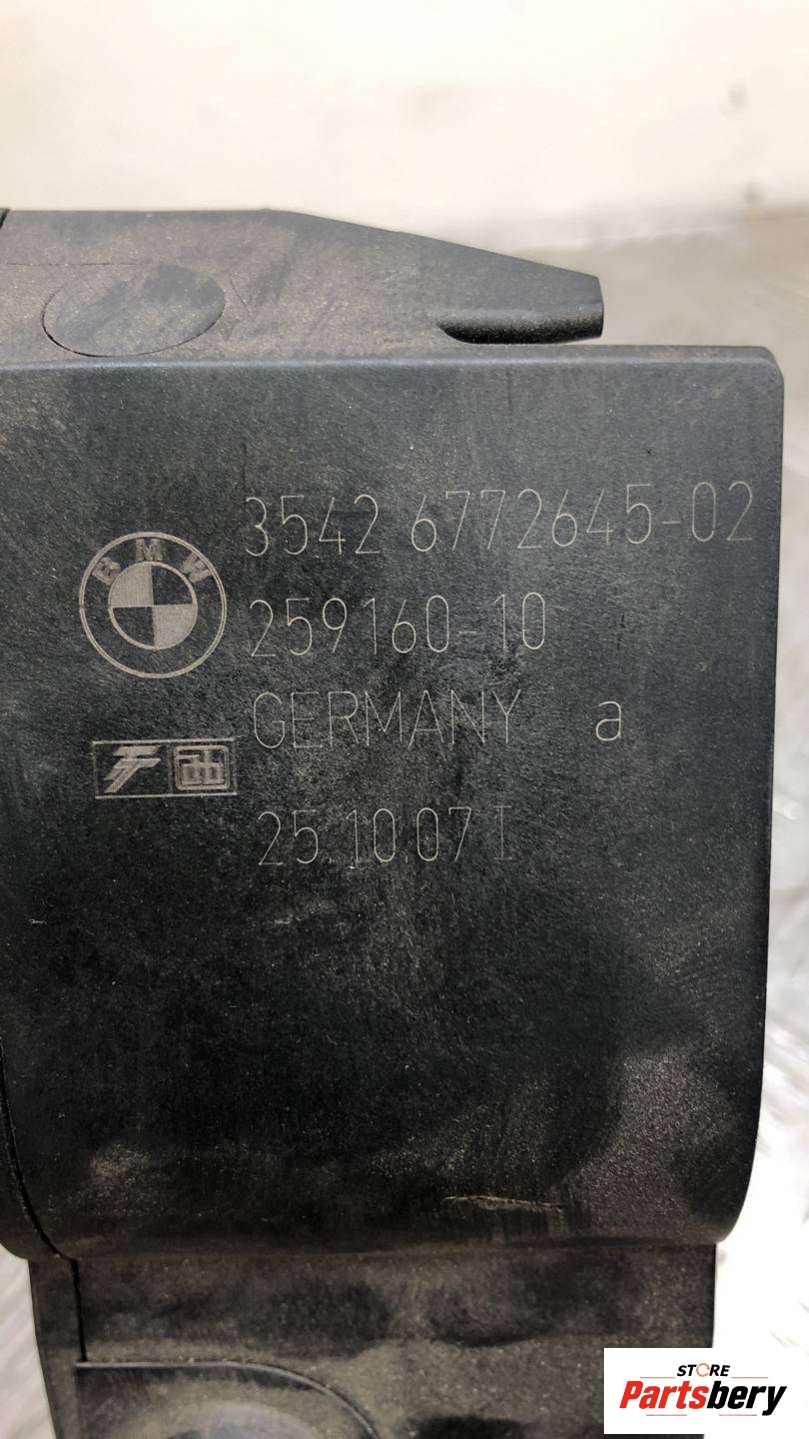 3542 6772645-02
BMW
259160-10
GERMANY a
25.10.07 I
STORE
Partsbery